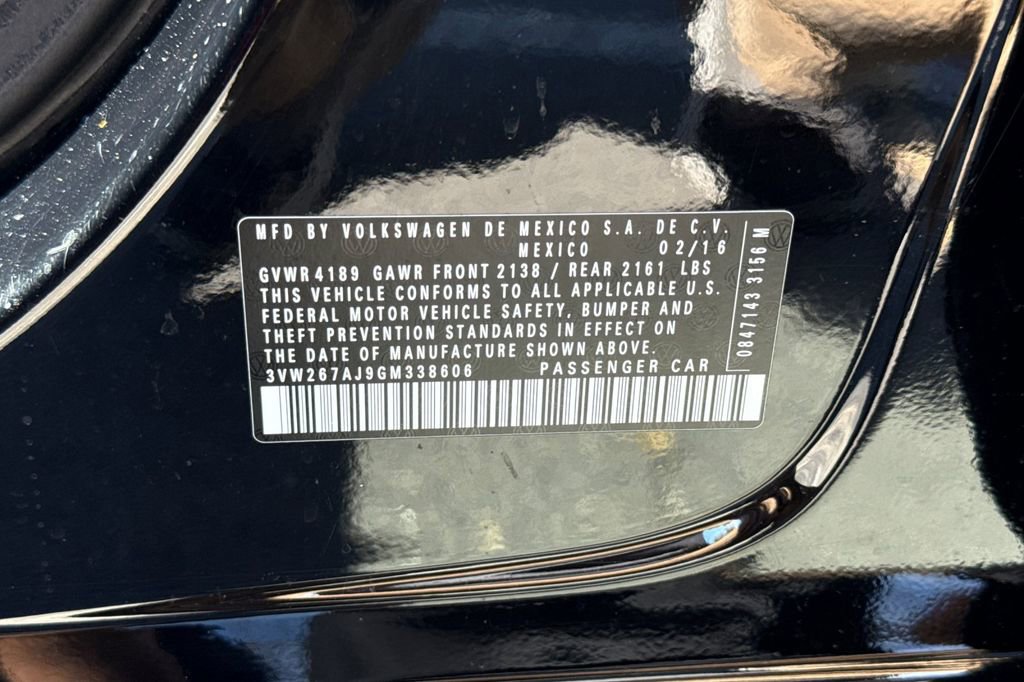 MFD BY VOLKSWAGEN DE MEXICO S.A. DE C.V.
MEXICO 02/16
GVWR 4189 GAWR FRONT 2138 / REAR 2161 LBS
THIS VEHICLE CONFORMS TO ALL APPLICABLE U.S.
FEDERAL MOTOR VEHICLE SAFETY, BUMPER AND
THEFT PREVENTION STANDARDS IN EFFECT ON
THE DATE OF MANUFACTURE SHOWN ABOVE.
3VW267AJ9GM338606 PASSENGER CAR
0847143 3156 M